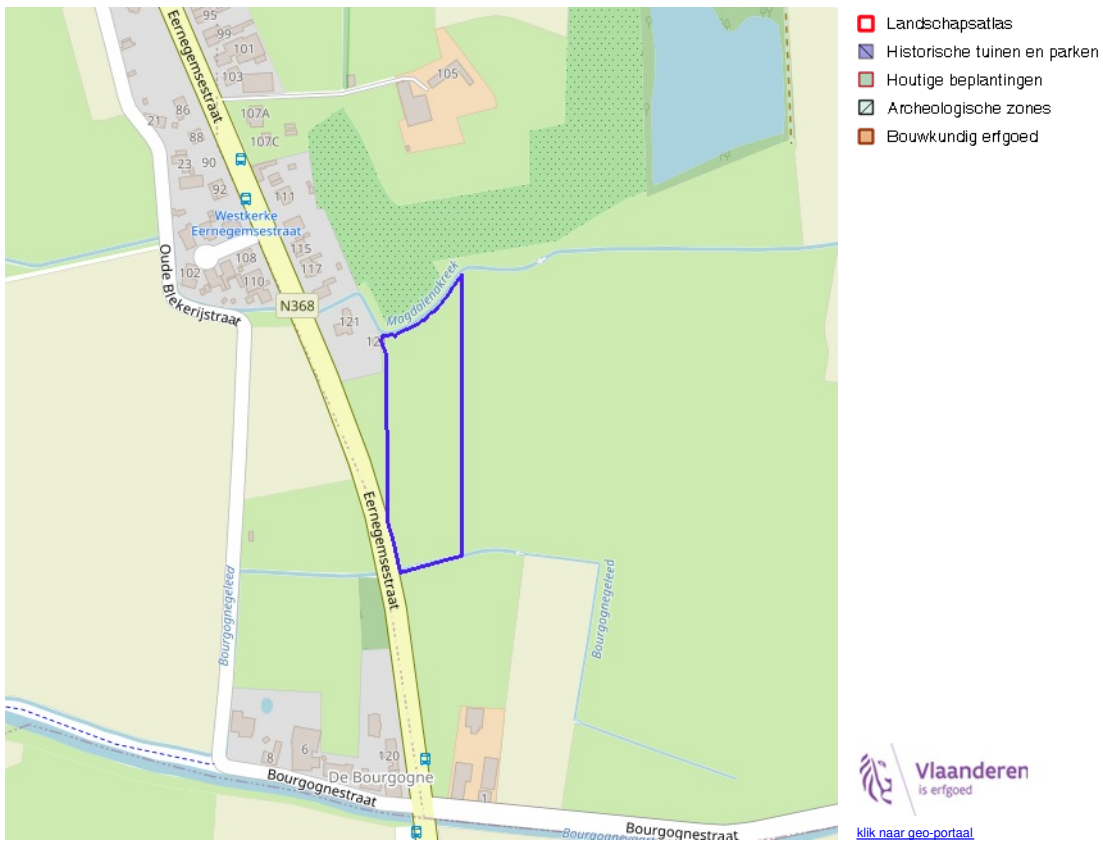 Landschapsatlas
Historische tuinen en parken
Houtige beplantingen
Archeologische zones
Bouwkundig erfgoed
Eernegemsestraat
95
99
101
103
105
107A
107C
86
21
88
23
90
92
111
Westkerke
Eernegemsestraat
115
108
117
102
110
Oude Blekerijstraat
N368
Magdalenakreek
121
12
Eernegemsestraat
Bourgognegeleed
Bourgognegeleed
6
8
120
De Bourgogne
1
Bourgognestraat
Bourgognestraat
Vlaanderen
is erfgoed
klik naar geo-portaal